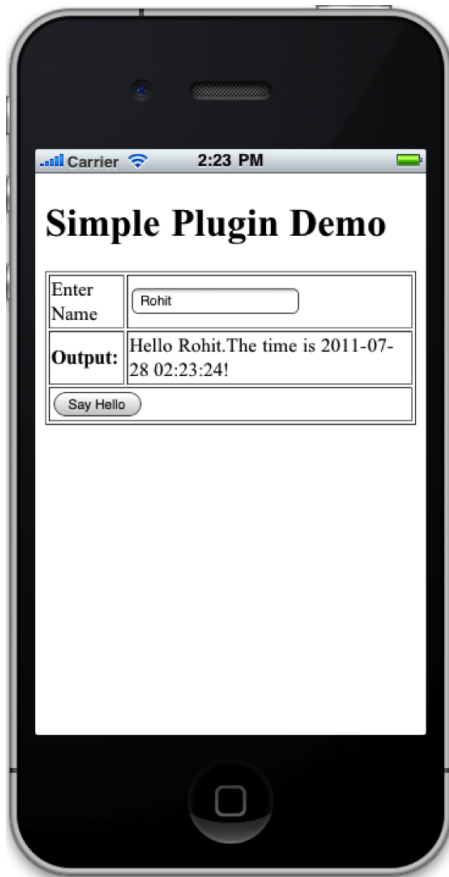 Carrier 2:23 PM
Simple Plugin Demo
Enter
Name
Rohit
Output:
Hello Rohit.The time is 2011-07-
28 02:23:24!
Say Hello